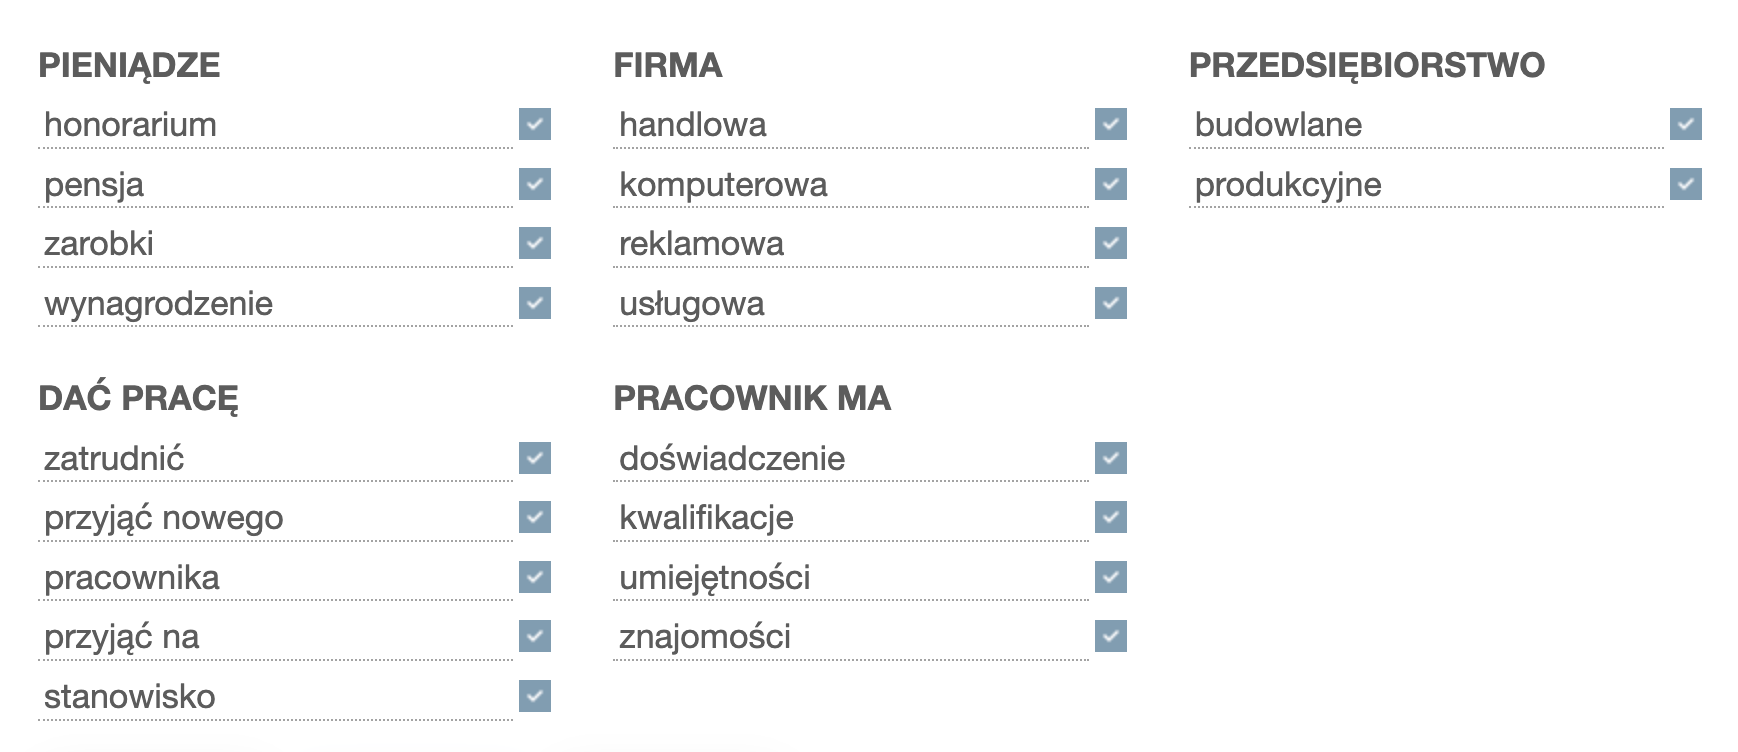 PIENIĄDZE
honorarium
pensja
zarobki
wynagrodzenie
FIRMA
handlowa
komputerowa
reklamowa
usługowa
PRZEDSIĘBIORSTWO
budowlane
produkcyjne
DAĆ PRACĘ
zatrudnić
przyjąć nowego
pracownika
przyjąć na
stanowisko
PRACOWNIK MA
doświadczenie
kwalifikacje
umiejętności
znajomości